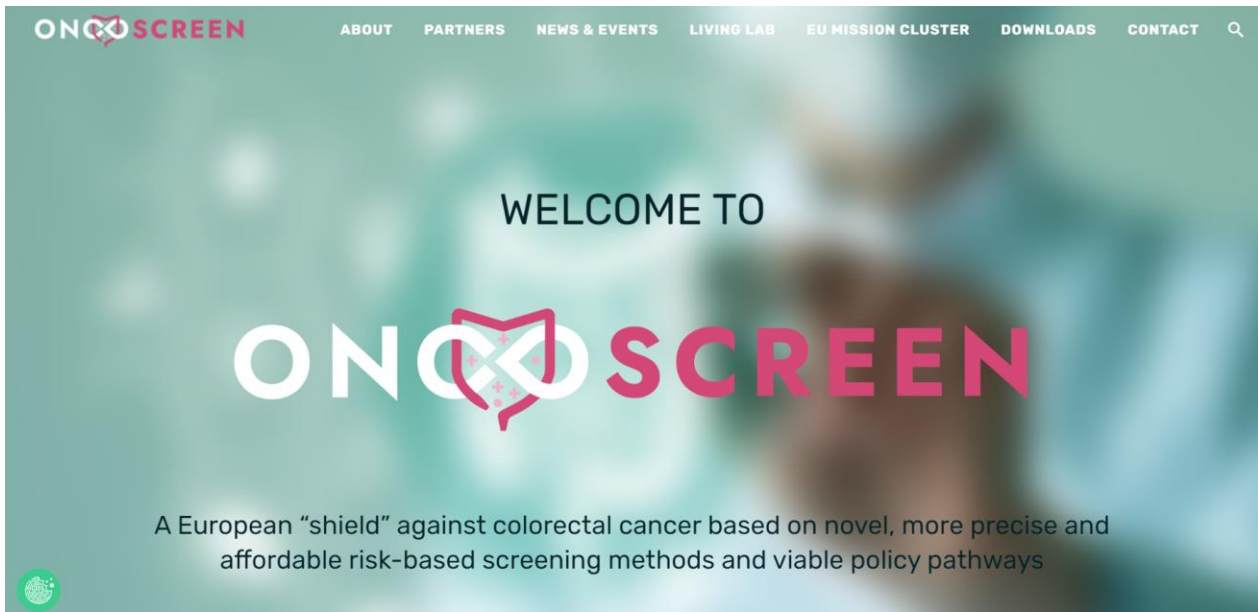 ONCOSCREEN ABOUT PARTNERS NEWS & EVENTS LIVING LAB EU MISSION CLUSTER DOWNLOADS CONTACT
WELCOME TO
ONCOSCREEN
A European “shield” against colorectal cancer based on novel, more precise and
affordable risk-based screening methods and viable policy pathways